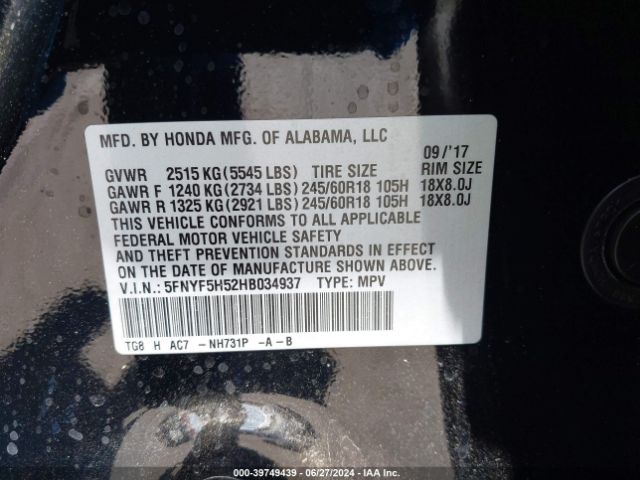 MFD. BY HONDA MFG. OF ALABAMA, LLC
09/'17
GVWR 2515 KG(5545 LBS) TIRE SIZE RIM SIZE
GAWR F 1240 KG(2734 LBS) 245/60R18 105H 18X8.0J
GAWR R 1325 KG(2921 LBS) 245/60R18 105H 18X8.0J
THIS VEHICLE CONFORMS TO ALL APPLICABLE
FEDERAL MOTOR VEHICLE SAFETY
AND THEFT PREVENTION STANDARDS IN EFFECT
ON THE DATE OF MANUFACTURE SHOWN ABOVE.
V.I.N.: 5FNYF5H52HB034937 TYPE: MPV
TG8 H AC7 -NH731P -A-B
000-39749439 - 06/27/2024 - IAA Inc.